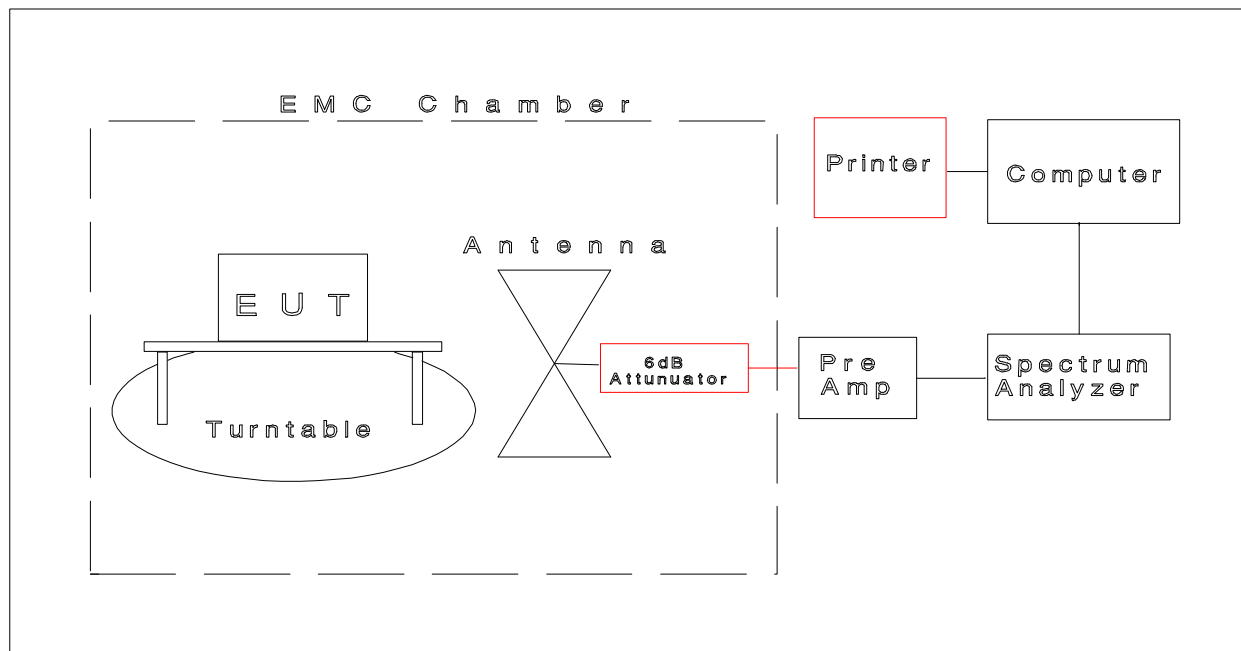 EMC Chamber
Printer
Computer
Antenna
EUT
6dB
Attunuator
Pre
Amp
Spectrum
Analyzer
Turntable